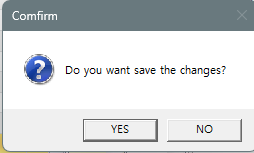 Comfirm
Do you want save the changes?
YES
NO